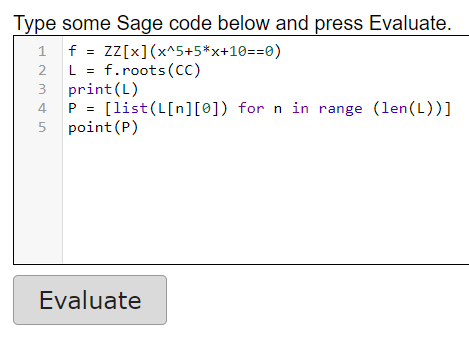 Type some Sage code below and press Evaluate.
1 f = ZZ[x](x^5+5*x+10==0)
2 L = f.roots(CC)
3 print(L)
4 P = [list(L[n][0]) for n in range (len(L))]
5 point(P)
Evaluate